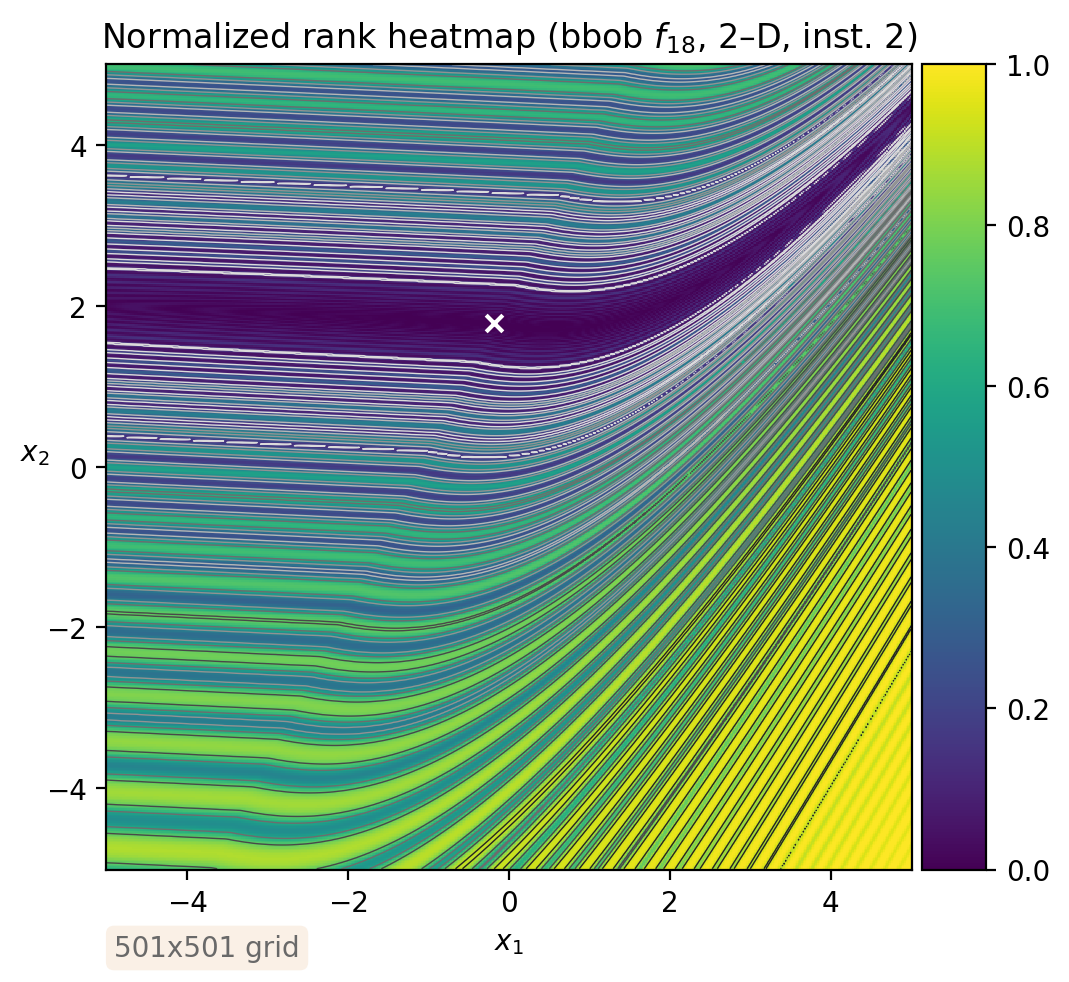 Normalized rank heatmap (bbob f₁₈, 2–D, inst. 2)
1.0
0.8
0.6
0.4
0.2
0.0
4
2
0
−2
−4
x₂
−4 −2 0 2 4
x₁
501x501 grid